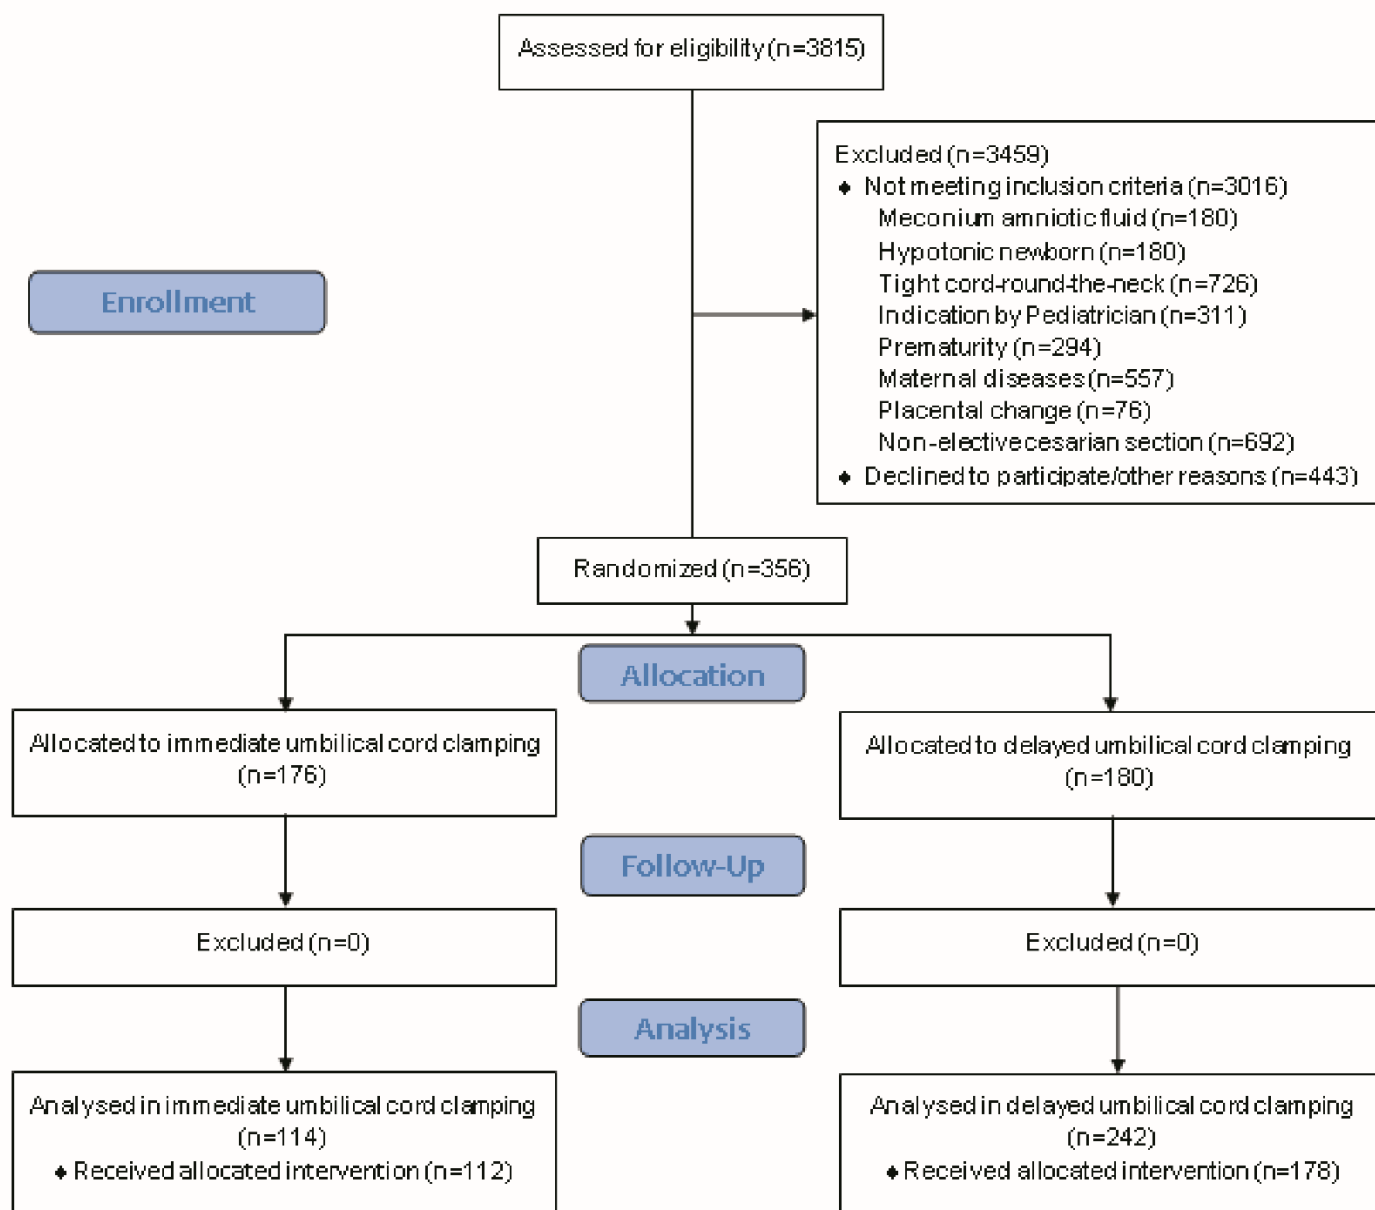 Assessed for eligibility (n=3815)
Excluded (n=3459)
♦ Not meeting inclusion criteria (n=3016)
Meconium amniotic fluid (n=180)
Hypotonic newborn (n=180)
Tight cord-round-the-neck (n=726)
Indication by Pediatrician (n=311)
Prematurity (n=294)
Maternal diseases (n=557)
Placental change (n=76)
Non-elective cesarian section (n=692)
♦ Declined to participate/other reasons (n=443)
Enrollment
Randomized (n=356)
Allocation
Allocated to immediate umbilical cord clamping
(n=176)
Allocated to delayed umbilical cord clamping
(n=180)
Follow-Up
Excluded (n=0)
Excluded (n=0)
Analysis
Analysed in immediate umbilical cord clamping
(n=114)
♦ Received allocated intervention (n=112)
Analysed in delayed umbilical cord clamping
(n=242)
♦ Received allocated intervention (n=178)